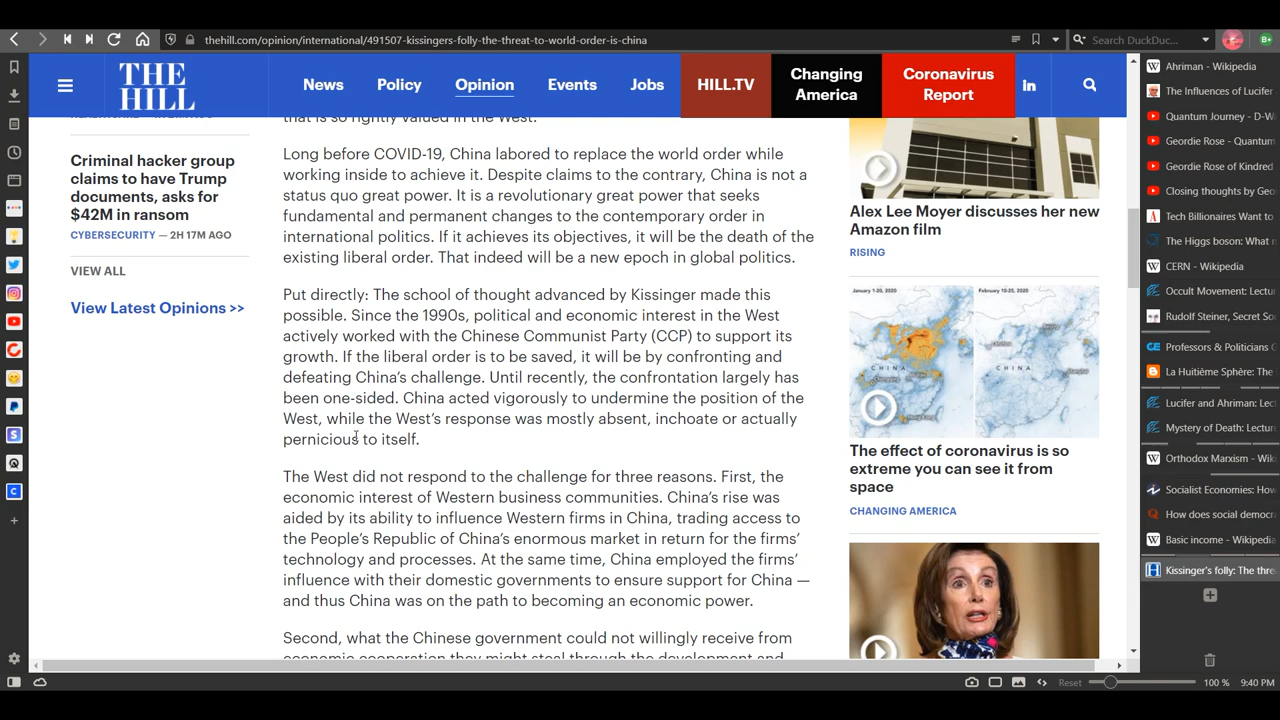 thehill.com/opinion/international/491507-kissingers-folly-the-threat-to-world-order-is-china
Search DuckDuc...
B+
THE
HILL
News
Policy
Opinion
Events
Jobs
HILL.TV
Changing
America
Coronavirus
Report
in
Criminal hacker group
claims to have Trump
documents, asks for
$42M in ransom
CYBERSECURITY — 2H 17M AGO
VIEW ALL
View Latest Opinions >>
that is so rightly valued in the West.
Long before COVID-19, China labored to replace the world order while
working inside to achieve it. Despite claims to the contrary, China is not a
status quo great power. It is a revolutionary great power that seeks
fundamental and permanent changes to the contemporary order in
international politics. If it achieves its objectives, it will be the death of the
existing liberal order. That indeed will be a new epoch in global politics.
Put directly: The school of thought advanced by Kissinger made this
possible. Since the 1990s, political and economic interest in the West
actively worked with the Chinese Communist Party (CCP) to support its
growth. If the liberal order is to be saved, it will be by confronting and
defeating China's challenge. Until recently, the confrontation largely has
been one-sided. China acted vigorously to undermine the position of the
West, while the West's response was mostly absent, inchoate or actually
pernicious to itself.
The West did not respond to the challenge for three reasons. First, the
economic interest of Western business communities. China's rise was
aided by its ability to influence Western firms in China, trading access to
the People's Republic of China's enormous market in return for the firms'
technology and processes. At the same time, China employed the firms'
influence with their domestic governments to ensure support for China —
and thus China was on the path to becoming an economic power.
Second, what the Chinese government could not willingly receive from
economic cooperation they might steal through the development and
Alex Lee Moyer discusses her new
Amazon film
RISING
January 1-20, 2020
February 10-25, 2020
CHINA
CHINA
The effect of coronavirus is so
extreme you can see it from
space
CHANGING AMERICA
Ahriman - Wikipedia
The Influences of Lucifer
Quantum Journey - D-W
Geordie Rose - Quantum
Geordie Rose of Kindred
Closing thoughts by Geo
Tech Billionaires Want to
The Higgs boson: What m
CERN - Wikipedia
Occult Movement: Lectur
Rudolf Steiner, Secret Soc
Professors & Politicians G
La Huitième Sphère: The
Lucifer and Ahriman: Lect
Mystery of Death: Lecture
Orthodox Marxism - Wik
Socialist Economies: How
How does social democr
Basic income - Wikipedia
Kissinger's folly: The thre
Reset
100 %
9:40 PM